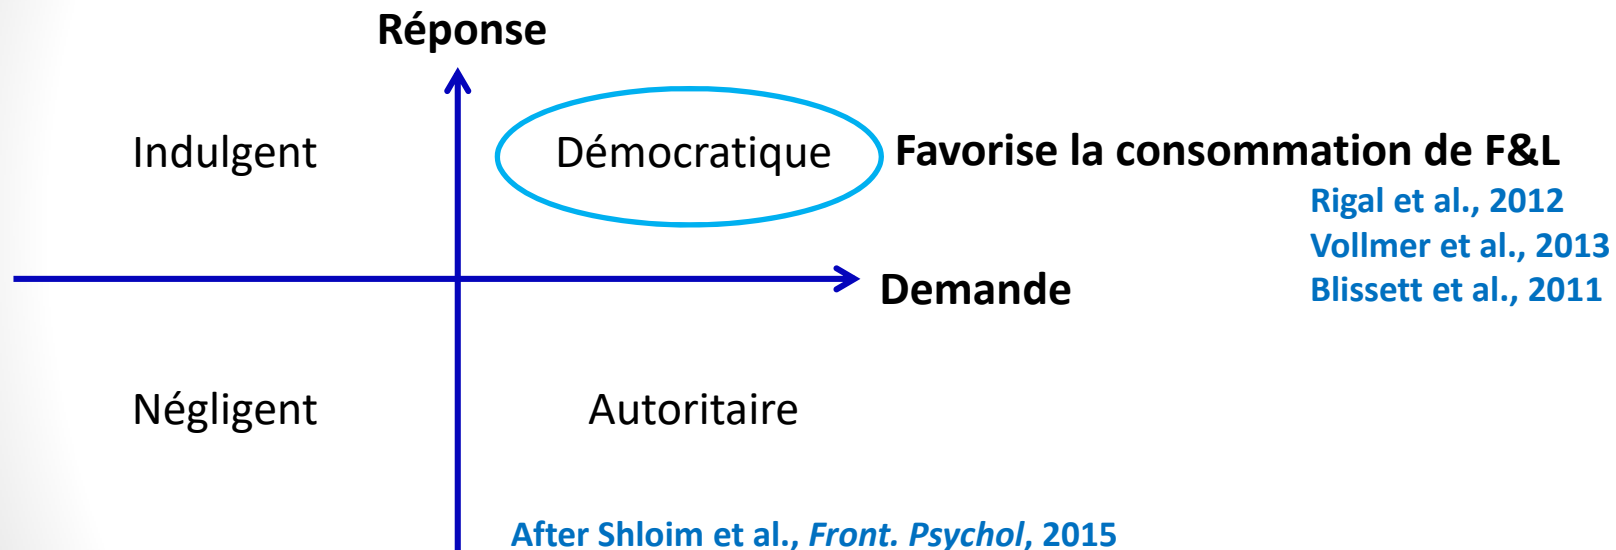 Réponse
Indulgent
Démocratique
Favorise la consommation de F&L
Rigal et al., 2012
Vollmer et al., 2013
Blissett et al., 2011
Demande
Négligent
Autoritaire
After Shloim et al., Front. Psychol, 2015